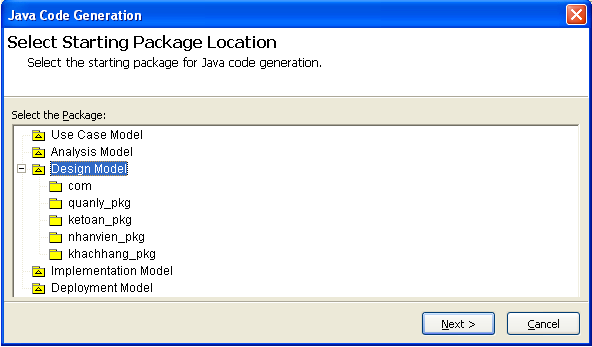 Java Code Generation
Select Starting Package Location
Select the starting package for Java code generation.
Select the Package:
Use Case Model
Analysis Model
Design Model
com
quanly_pkg
ketoan_pkg
nhanvien_pkg
khachhang_pkg
Implementation Model
Deployment Model
Next >
Cancel